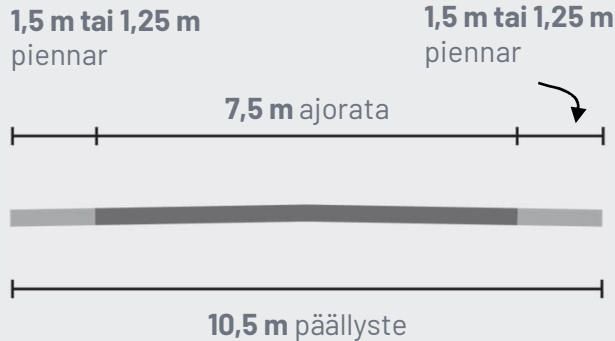 1,5 m tai 1,25 m
piennar
1,5 m tai 1,25 m
piennar
7,5 m ajorata
10,5 m päällyste